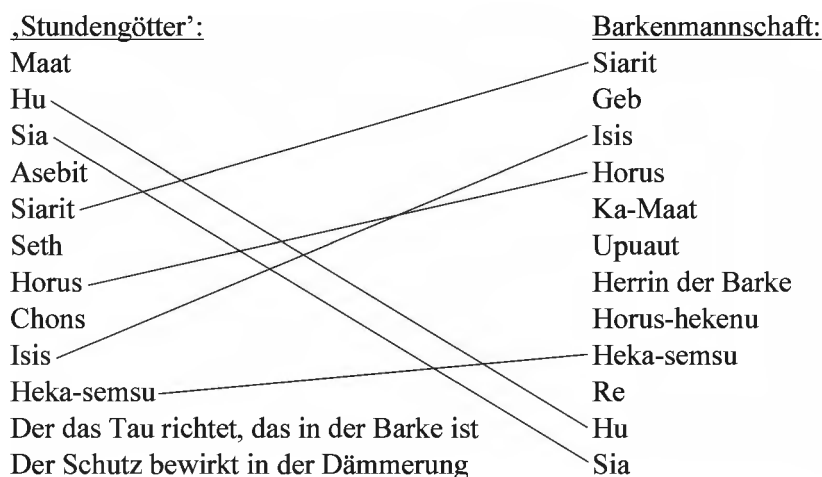 ‚Stundengötter’:
Maat
Hu
Sia
Asebit
Siarit
Seth
Horus
Chons
Isis
Heka-semsu
Der das Tau richtet, das in der Barke ist
Der Schutz bewirkt in der Dämmerung
Barkenmannschaft:
Siarit
Geb
Isis
Horus
Ka-Maat
Upuaut
Herrin der Barke
Horus-hekenu
Heka-semsu
Re
Hu
Sia